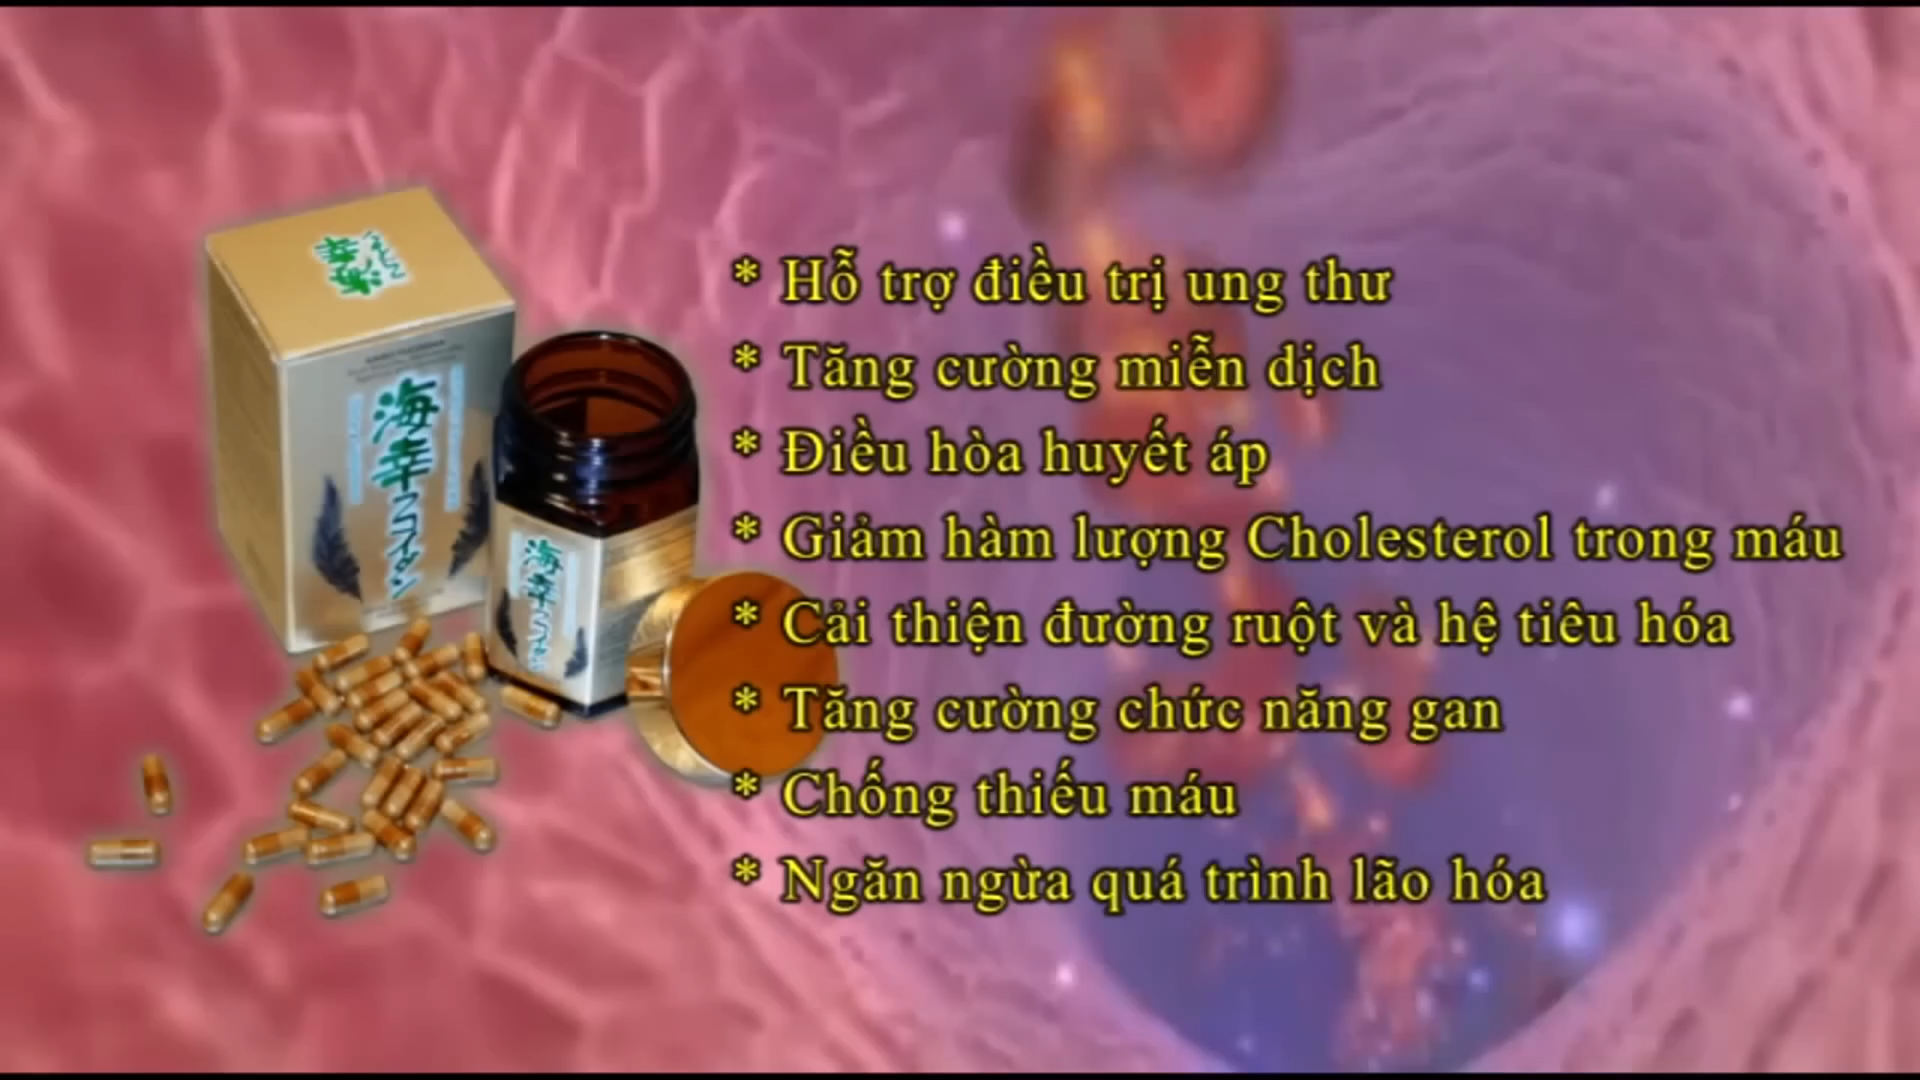 海幸フコイダン
海幸フコイダン
* Hỗ trợ điều trị ung thư
* Tăng cường miễn dịch
* Điều hòa huyết áp
* Giảm hàm lượng Cholesterol trong máu
* Cải thiện đường ruột và hệ tiêu hóa
* Tăng cường chức năng gan
* Chống thiếu máu
* Ngăn ngừa quá trình lão hóa